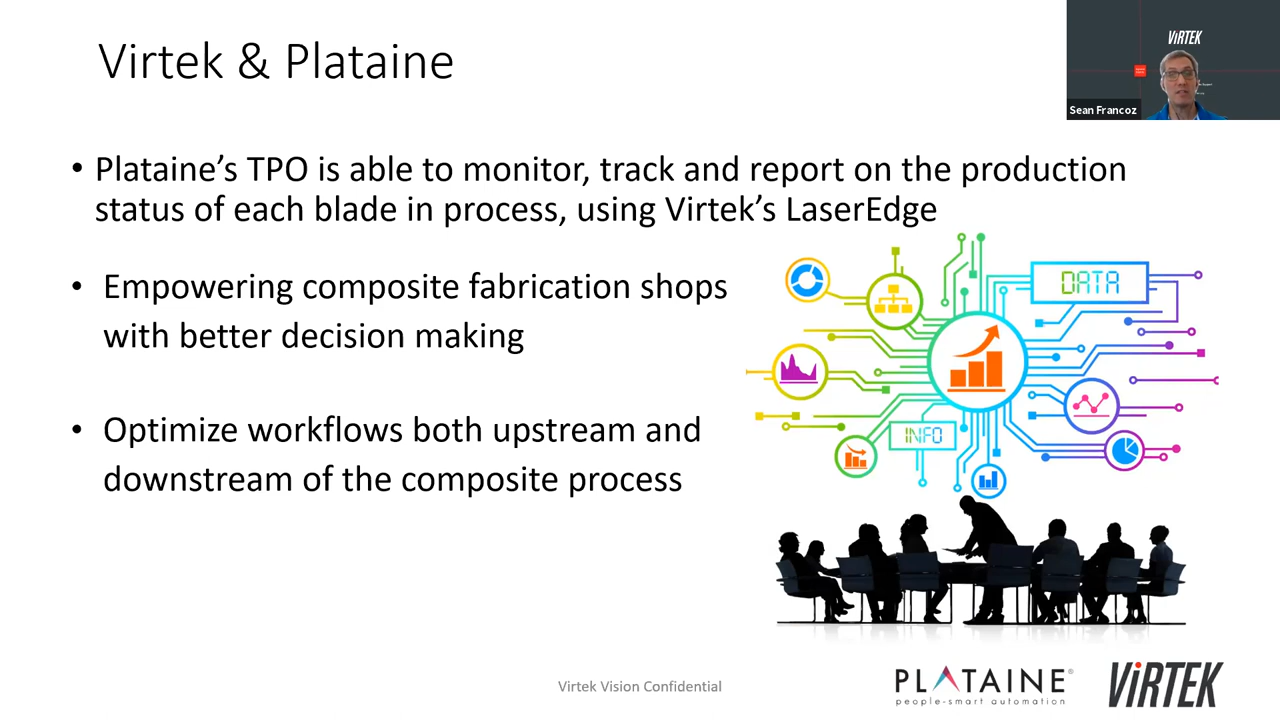 Virtek & Plataine
VIRTEK
Sean Francoz
• Plataine's TPO is able to monitor, track and report on the production
status of each blade in process, using Virtek's LaserEdge
• Empowering composite fabrication shops
with better decision making
• Optimize workflows both upstream and
downstream of the composite process
DATA
INFO
Virtek Vision Confidential
PLATAINE®
people-smart automation
ViRTEK